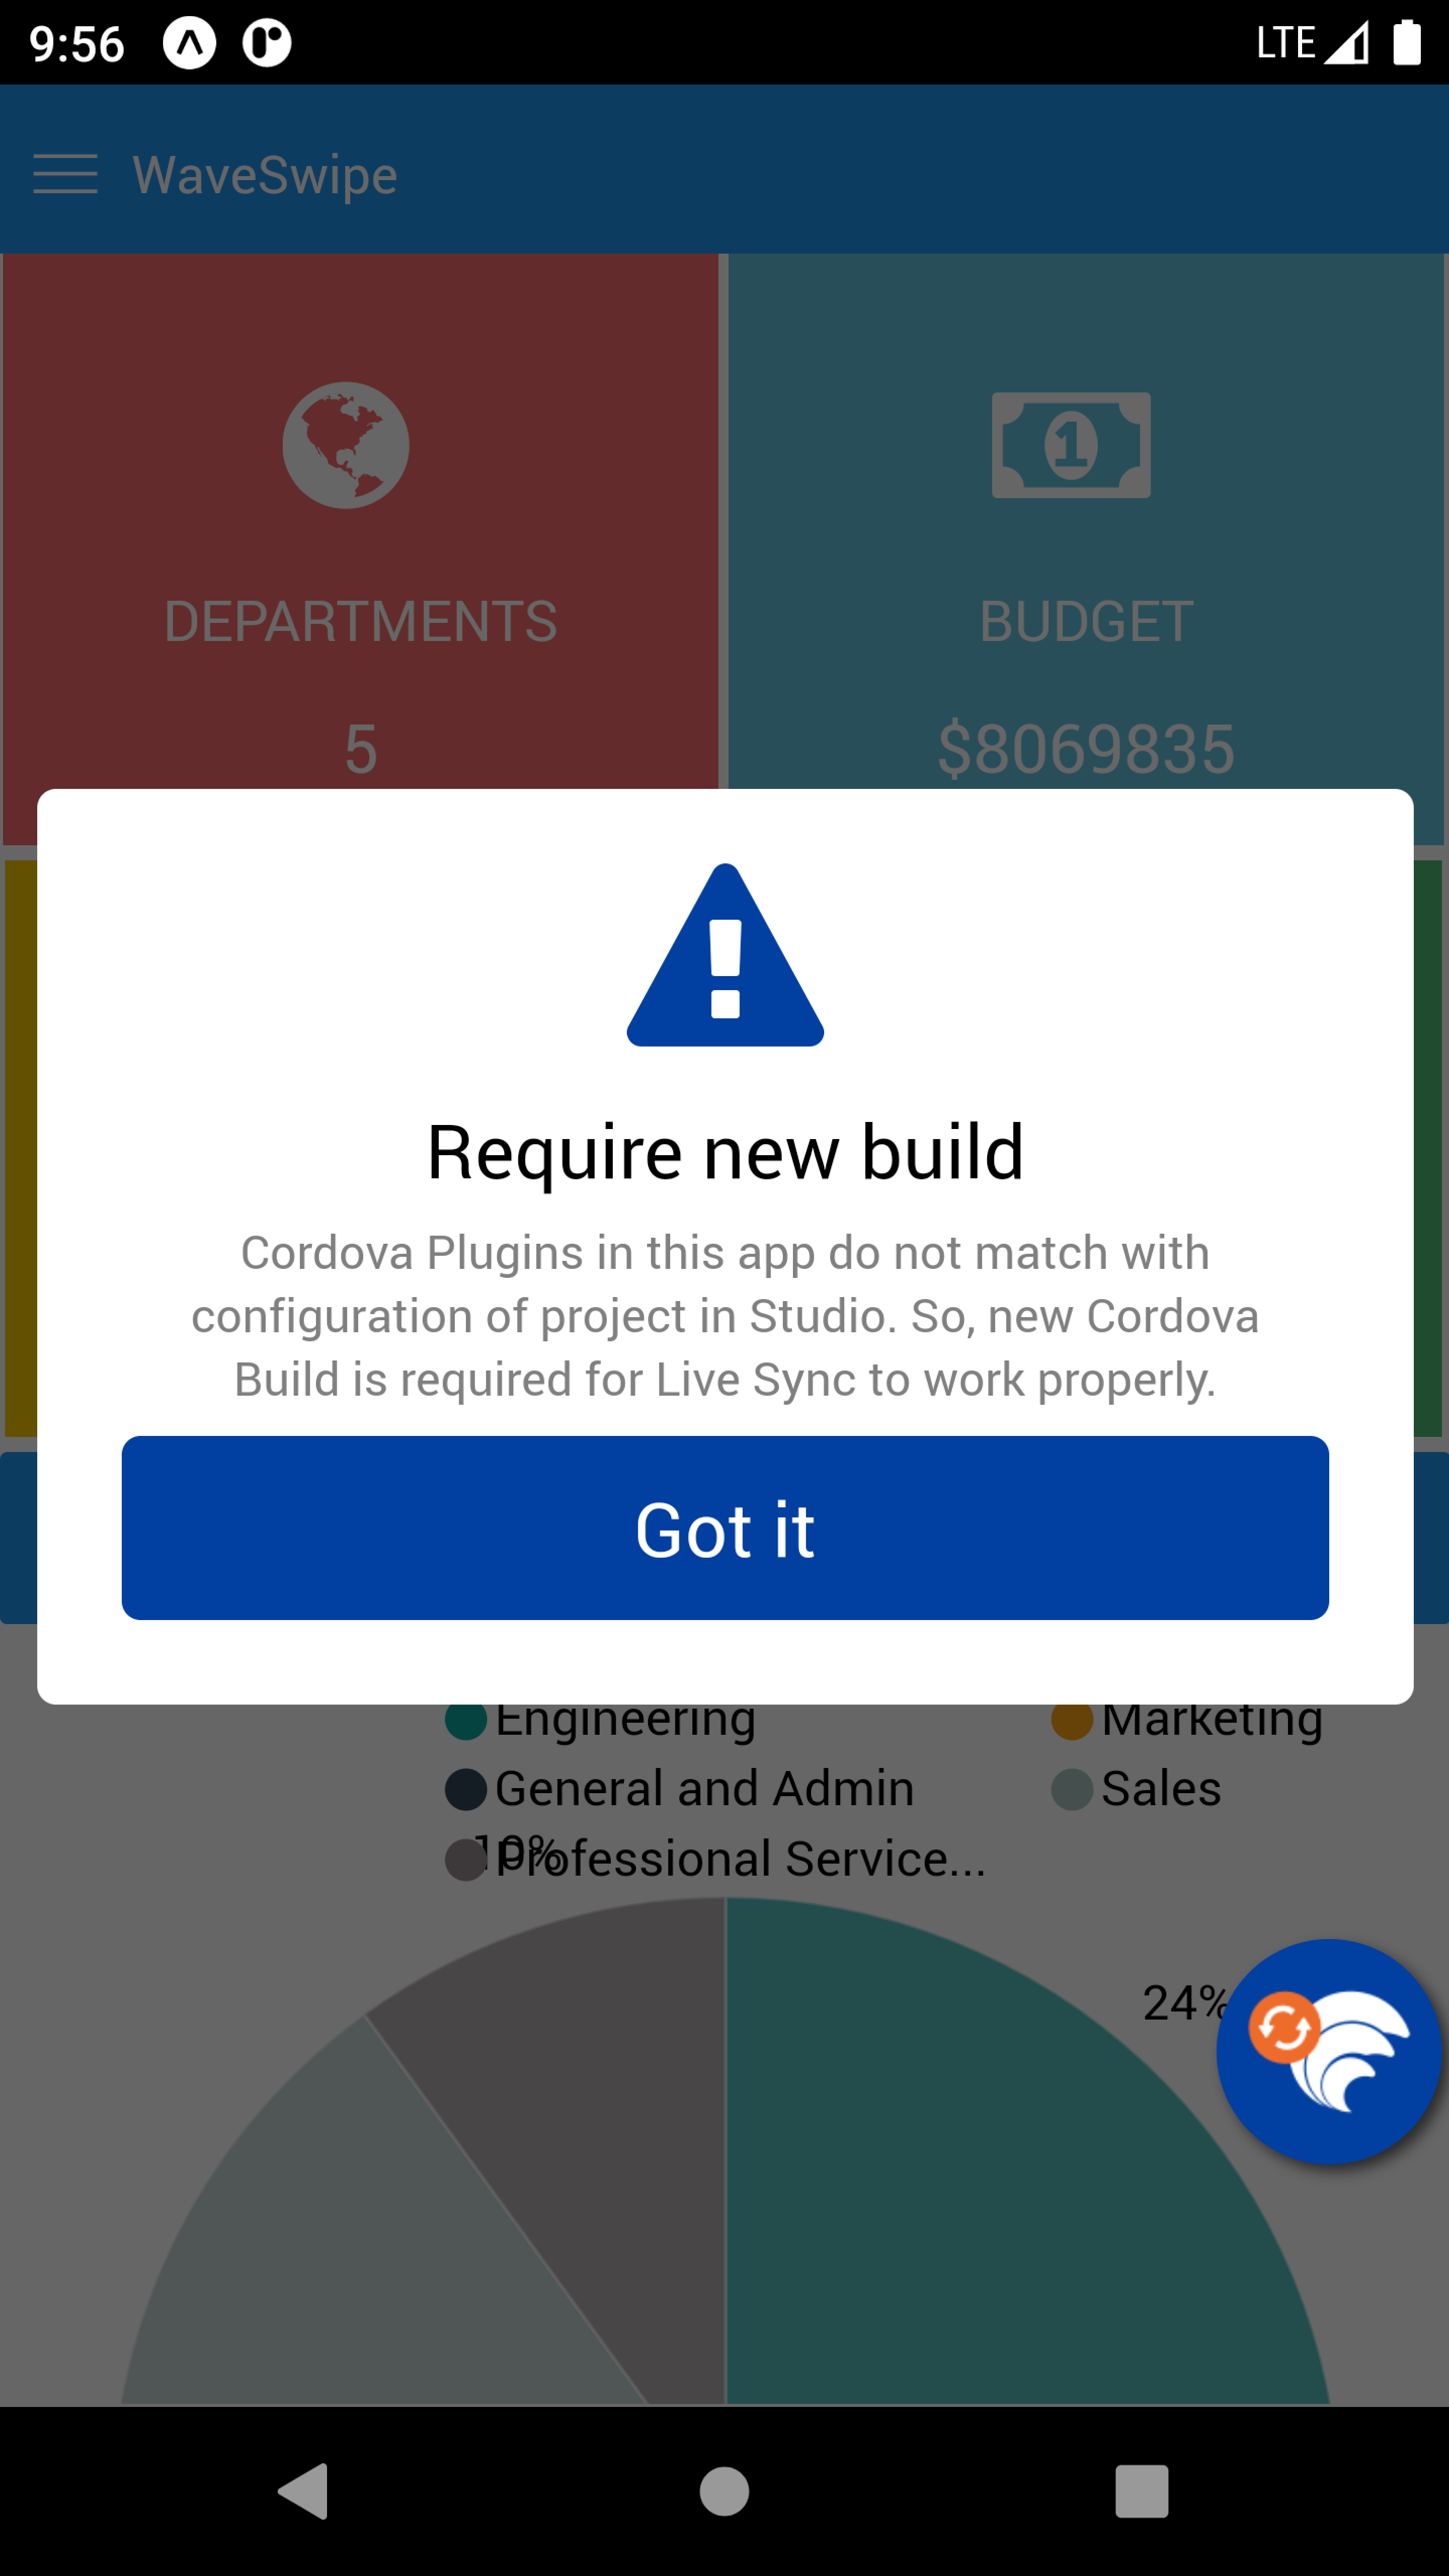 9:56 LTE
WaveSwipe
DEPARTMENTS
5
1
BUDGET
$8069835
Require new build
Cordova Plugins in this app do not match with
configuration of project in Studio. So, new Cordova
Build is required for Live Sync to work properly.
Got it
Engineering
Marketing
General and Admin
Sales
10%
Professional Service...
24%